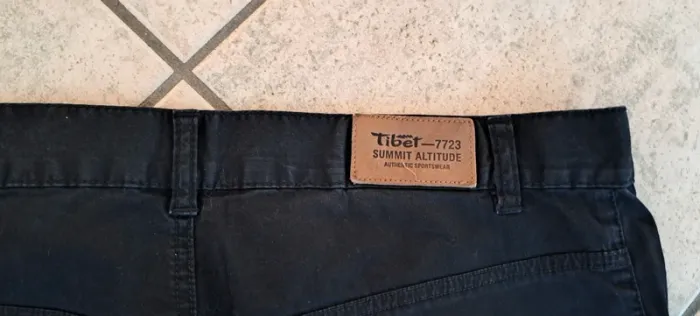 Tibet—7723
SUMMIT ALTITUDE
AUTHENTIC SPORTSWEAR